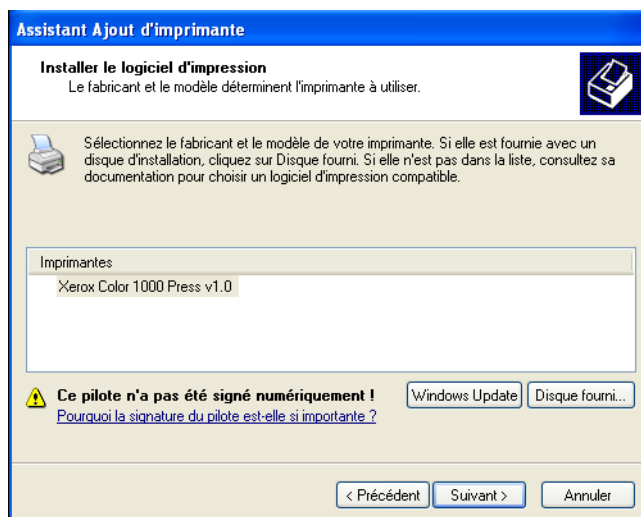 Assistant Ajout d'imprimante
Installer le logiciel d'impression
Le fabricant et le modèle déterminent l'imprimante à utiliser.
Sélectionnez le fabricant et le modèle de votre imprimante. Si elle est fournie avec un
disque d'installation, cliquez sur Disque fourni. Si elle n'est pas dans la liste, consultez sa
documentation pour choisir un logiciel d'impression compatible.
Imprimantes
Xerox Color 1000 Press v1.0
Ce pilote n'a pas été signé numériquement !
Pourquoi la signature du pilote est-elle si importante ?
Windows Update
Disque fourni...
< Précédent
Suivant >
Annuler